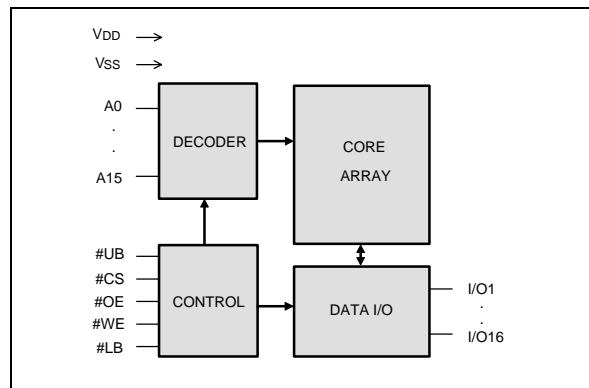 VDD
VSS
A0
.
.
A15
DECODER
CORE
ARRAY
#UB
#CS
#OE
#WE
#LB
CONTROL
DATA I/O
I/O1
.
.
I/O16